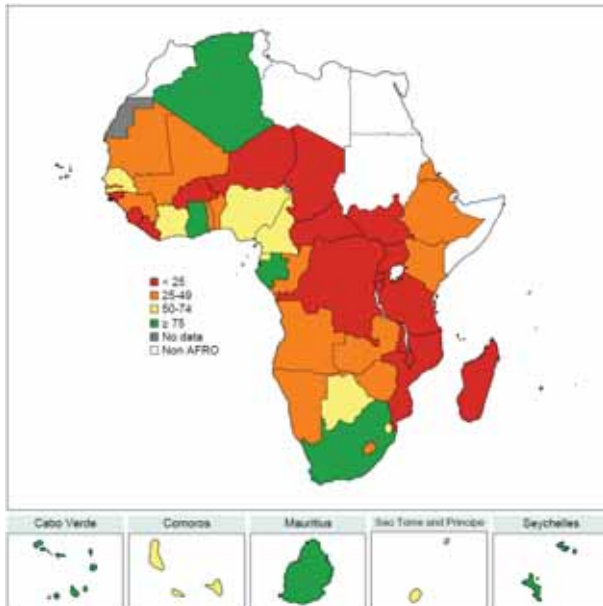 < 25
25-49
50-74
≥ 75
No data
Non AFRO
Cabo Verde
Comoros
Mauritius
Sao Tome and Principe
Seychelles